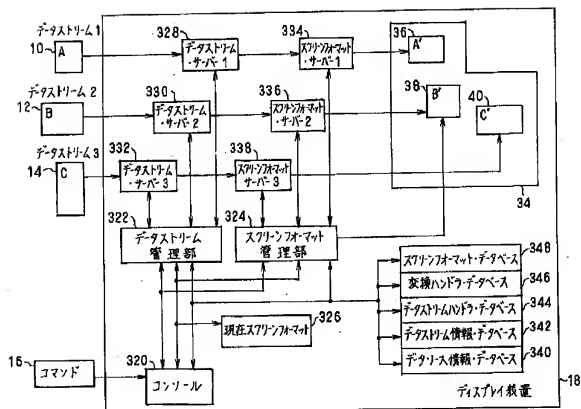 データストリーム1
10
A
328
データストリーム
・サーバー1
334
スクリーンフォーマット
・サーバー1
36
A'
データストリーム 2
12
B
330
データストリーム
・サーバー2
336
スクリーンフォーマット
・サーバー2
38
B'
40
C'
データストリーム3
14
C
332
データストリーム
・サーバー3
338
スクリーンフォーマット
サーバー3
34
322
データストリーム
管理部
324
スクリーンフォーマット
管理部
スクリーンフォーマット・データベース
348
変換ハンドラ・データベース
346
データストリームハンドラ・データベース
344
データストリーム情報・データベース
342
データソース情報・データベース
340
現在スクリーンフォーマット
326
16
コマンド
320
コンソール
ディスプレイ装置
18